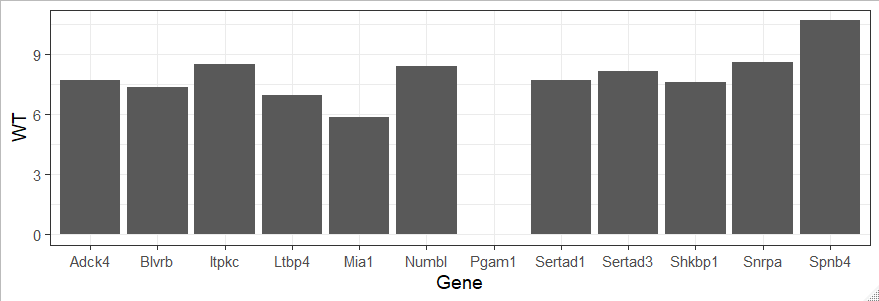 9
6
3
0
WT
Adck4 Blvrb Itpkc Ltbp4 Mia1 Numbl Pgam1 Sertad1 Sertad3 Shkbp1 Snrpa Spnb4
Gene